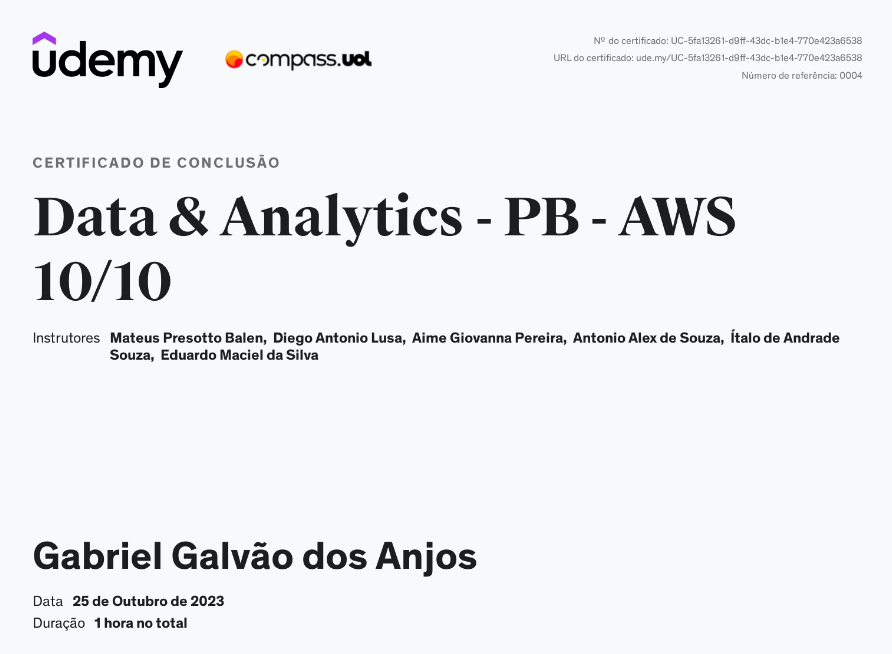 udemy
compass.uol
Nº do certificado: UC-5fa13261-d9ff-43dc-b1e4-770e423a6538
URL do certificado: ude.my/UC-5fa13261-d9ff-43dc-b1e4-770e423a6538
Número de referência: 0004
CERTIFICADO DE CONCLUSÃO
Data & Analytics - PB - AWS
10/10
Instrutores Mateus Presotto Balen, Diego Antonio Lusa, Aime Giovanna Pereira, Antonio Alex de Souza, Ítalo de Andrade
Souza, Eduardo Maciel da Silva
Gabriel Galvão dos Anjos
Data 25 de Outubro de 2023
Duração 1 hora no total